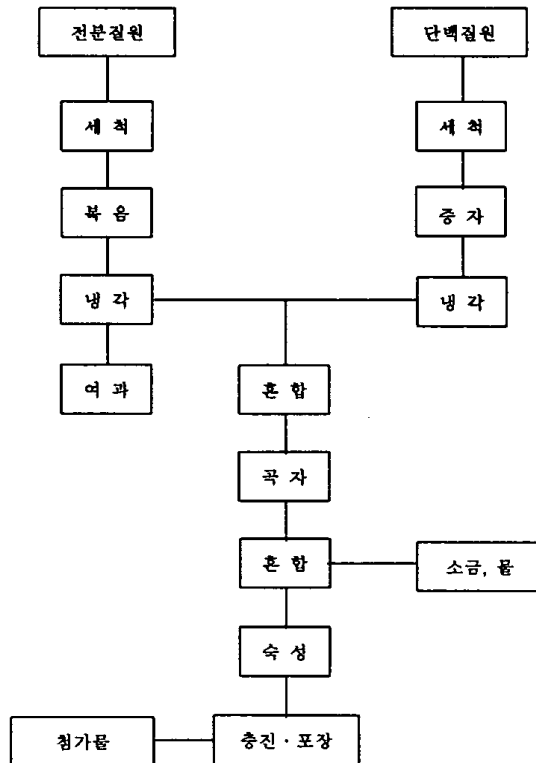 전분질원
단백질원
세척
세척
볶음
증자
냉각
냉각
여과
혼합
곡자
혼합
소금, 물
숙성
첨가물
충진 · 포장